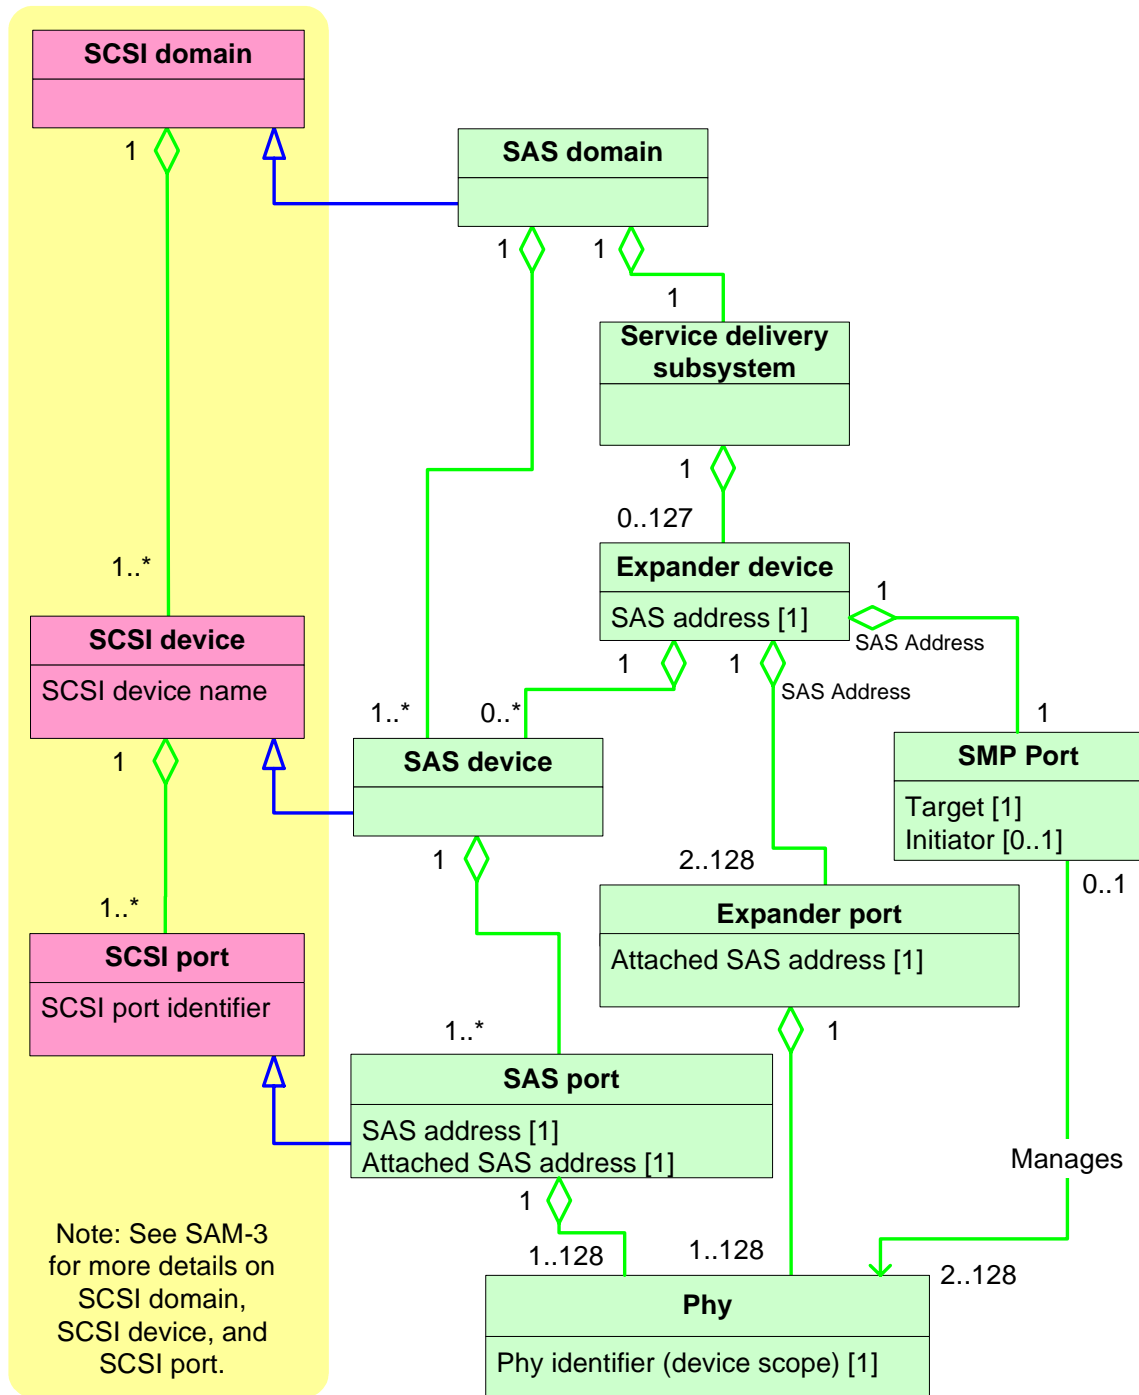 SCSI domain
1
SAS domain
1
1
1
Service delivery
subsystem
1
0..127
Expander device
SAS address [1]
1
SAS Address
1
1
SAS Address
1..*
SCSI device
SCSI device name
1
1..*
0..*
SAS device
1
1
SMP Port
Target [1]
Initiator [0..1]
0..1
2..128
Expander port
Attached SAS address [1]
1
1..*
SCSI port
SCSI port identifier
1..*
SAS port
SAS address [1]
Attached SAS address [1]
1
Manages
1..128
1..128
2..128
Phy
Phy identifier (device scope) [1]
Note: See SAM-3
for more details on
SCSI domain,
SCSI device, and
SCSI port.